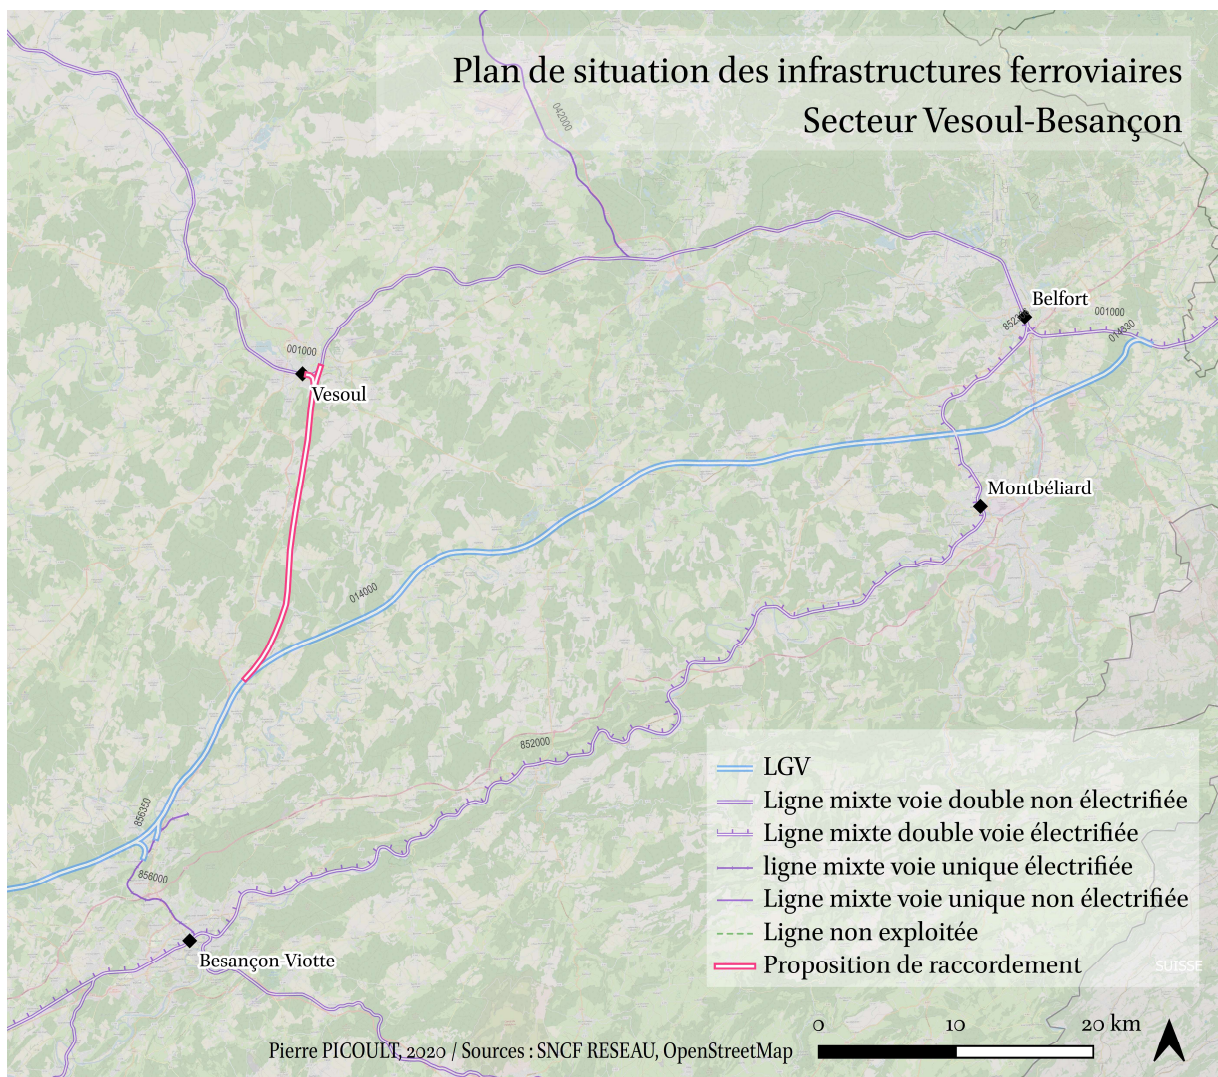 Plan de situation des infrastructures ferroviaires
Secteur Vesoul-Besançon
042000
Belfort
001000
014030
001000
Vesoul
Montbéliard
014000
852000
856350
856000
Besançon Viotte
LGV
Ligne mixte voie double non électrifiée
Ligne mixte double voie électrifiée
ligne mixte voie unique électrifiée
Ligne mixte voie unique non électrifiée
Ligne non exploitée
Proposition de raccordement
SUISSE
0 10 20 km
Pierre PICOULT, 2020 / Sources : SNCF RESEAU, OpenStreetMap